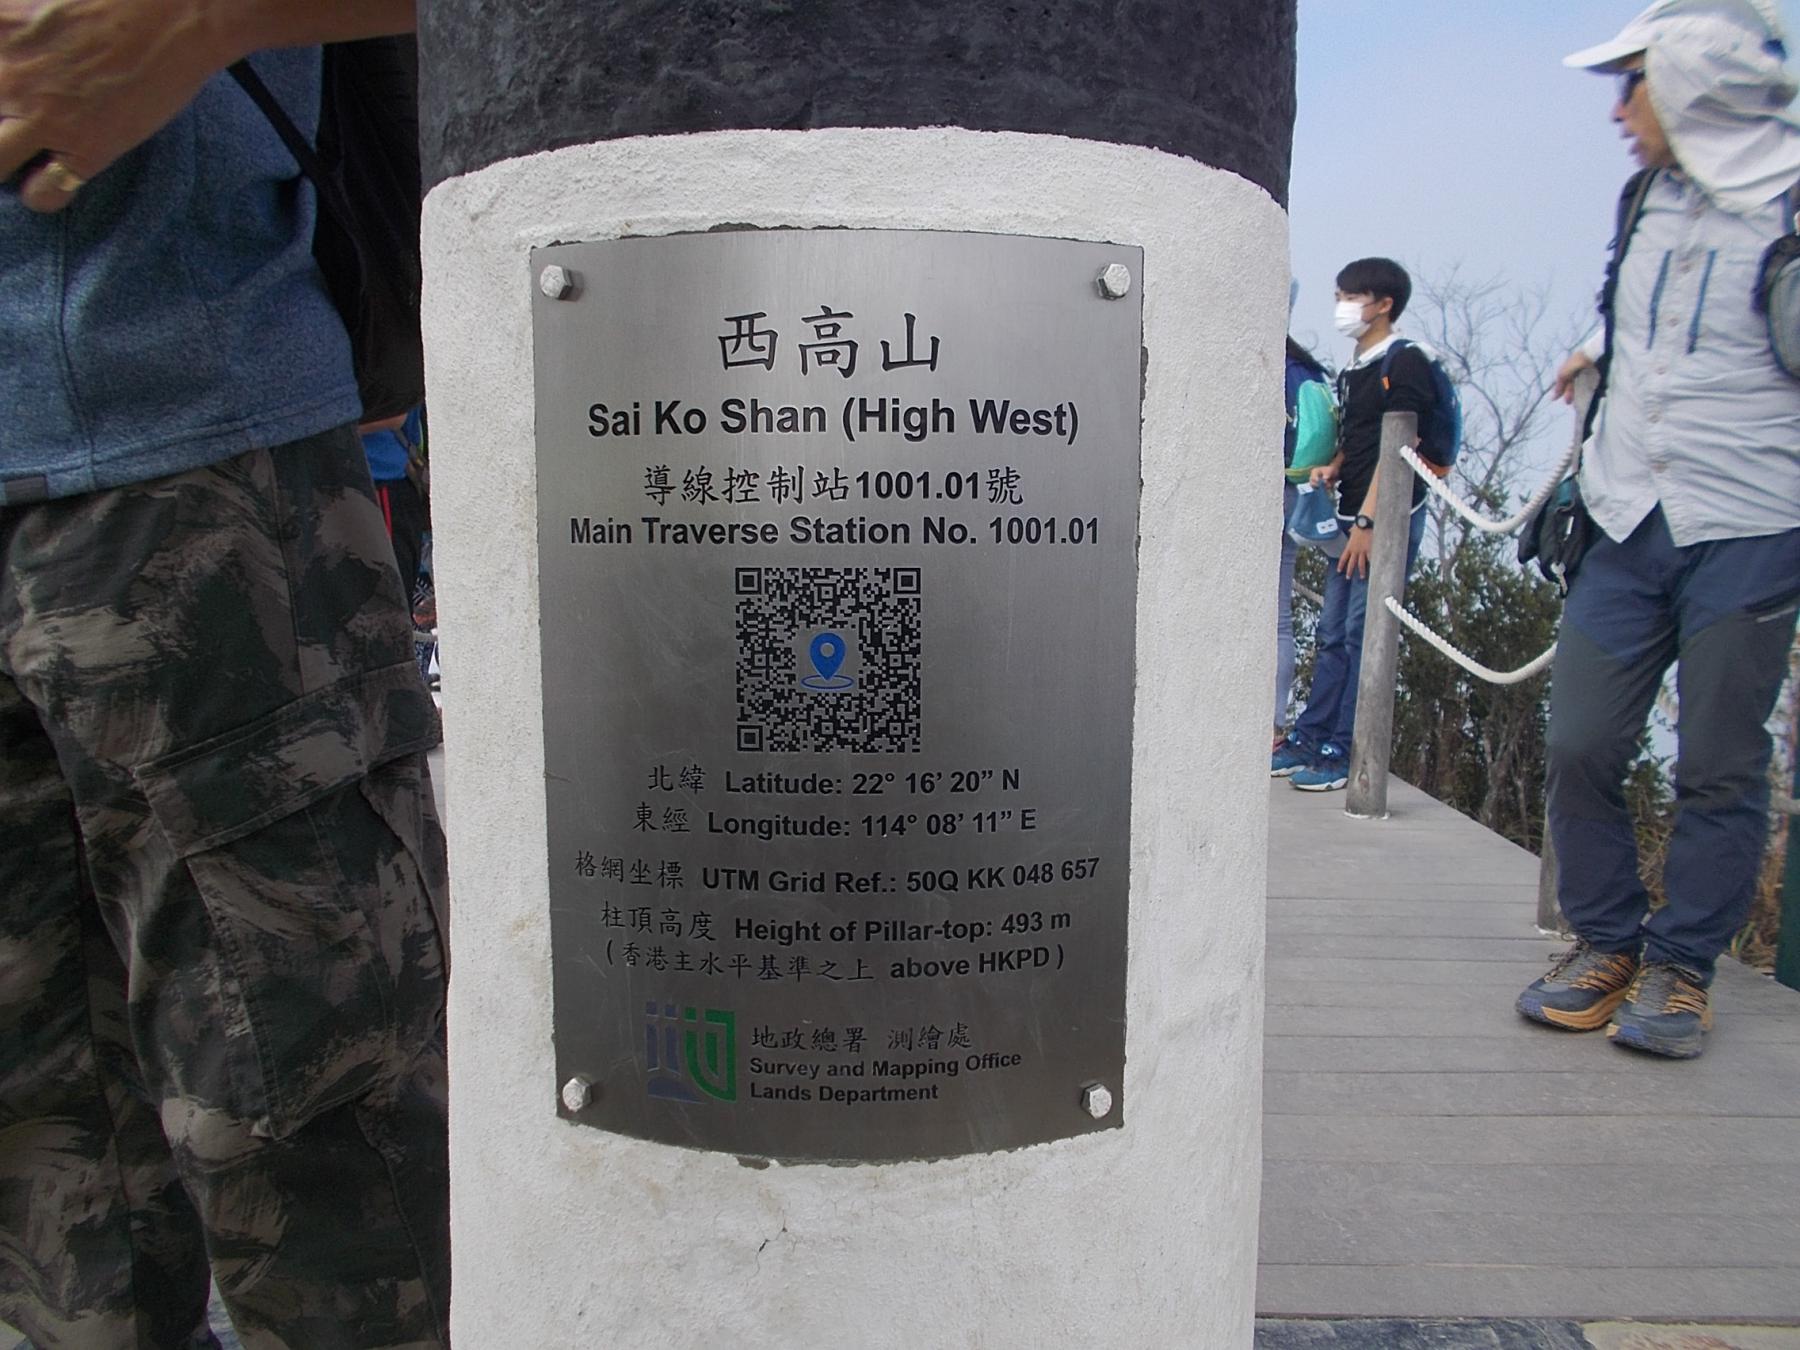 西高山
Sai Ko Shan (High West)
導線控制站1001.01號
Main Traverse Station No. 1001.01
北緯 Latitude: 22° 16’ 20” N
東經 Longitude: 114° 08’ 11” E
格網坐標 UTM Grid Ref.: 50Q KK 048 657
柱頂高度 Height of Pillar-top: 493 m
(香港主水平基準之上 above HKPD)
地政總署 測繪處
Survey and Mapping Office
Lands Department